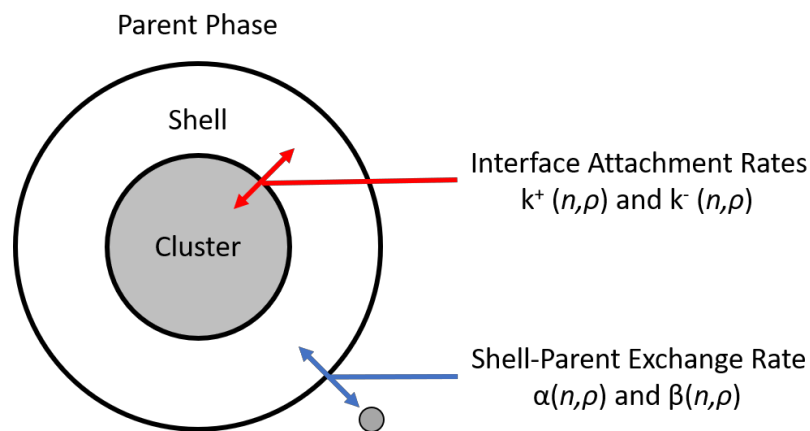 Parent Phase
Shell
Cluster
Interface Attachment Rates
k⁺ (n,ρ) and k⁻ (n,ρ)
Shell-Parent Exchange Rate
α(n,ρ) and β(n,ρ)